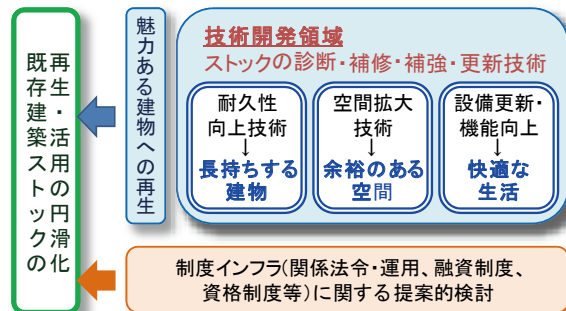 既存建築ストックの
再生・活用の円滑化
魅力ある建物への再生
技術開発領域
ストックの診断・補修・補強・更新技術
耐久性
向上技術
↓
長持ちする
建物
空間拡大
技術
↓
余裕のある
空間
設備更新・
機能向上
↓
快適な
生活
制度インフラ(関係法令・運用、融資制度、
資格制度等)に関する提案的検討